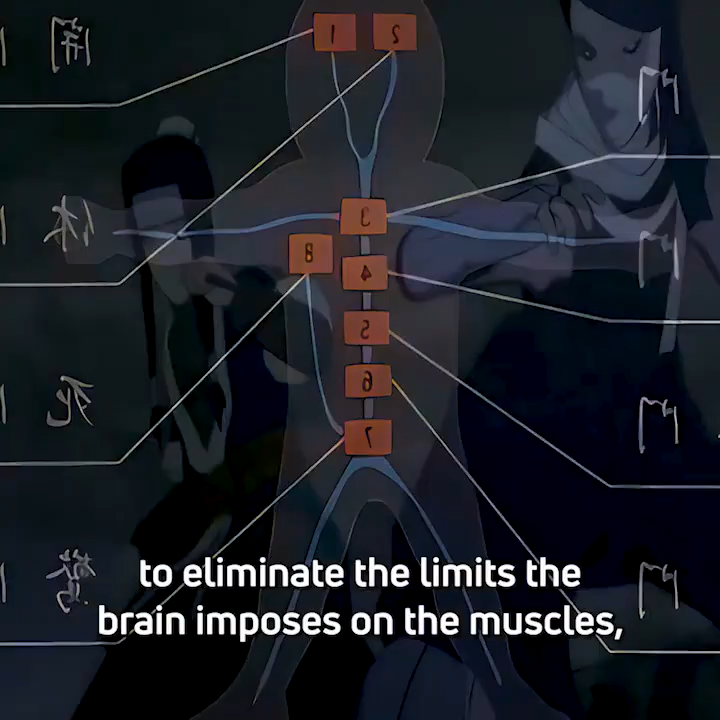 1 2
開
門
3
休
8
門
4
5
6
死
門
7
驚
門
to eliminate the limits the
brain imposes on the muscles,